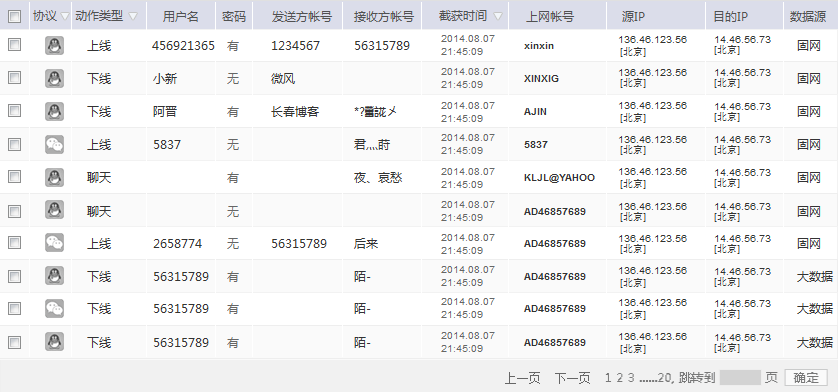 协议 动作类型 用户名 密码 发送方帐号 接收方帐号 截获时间 上网帐号 源IP 目的IP 数据源
上线 456921365 有 1234567 56315789 2014.08.07 21:45:09 xinxin 136.46.123.56 [北京] 14.46.56.73 [北京] 固网
下线 小新 无 微风 2014.08.07 21:45:09 XINXIG 136.46.123.56 [北京] 14.46.56.73 [北京] 固网
下线 阿晋 有 长春博客 2014.08.07 21:45:09 AJIN 136.46.123.56 [北京] 14.46.56.73 [北京] 固网
上线 5837 无 君灬莳 2014.08.07 21:45:09 5837 136.46.123.56 [北京] 14.46.56.73 [北京] 固网
聊天 有 夜、哀愁 2014.08.07 21:45:09 KLJL@YAHOO 136.46.123.56 [北京] 14.46.56.73 [北京] 固网
聊天 无 2014.08.07 21:45:09 AD46857689 136.46.123.56 [北京] 14.46.56.73 [北京] 固网
上线 2658774 无 56315789 后来 2014.08.07 21:45:09 AD46857689 136.46.123.56 [北京] 14.46.56.73 [北京] 固网
下线 56315789 有 陌- 2014.08.07 21:45:09 AD46857689 136.46.123.56 [北京] 14.46.56.73 [北京] 大数据
下线 56315789 有 陌- 2014.08.07 21:45:09 AD46857689 136.46.123.56 [北京] 14.46.56.73 [北京] 大数据
下线 56315789 有 陌- 2014.08.07 21:45:09 AD46857689 136.46.123.56 [北京] 14.46.56.73 [北京] 大数据
上一页 下一页 1 2 3 ......20, 跳转到 页 确定